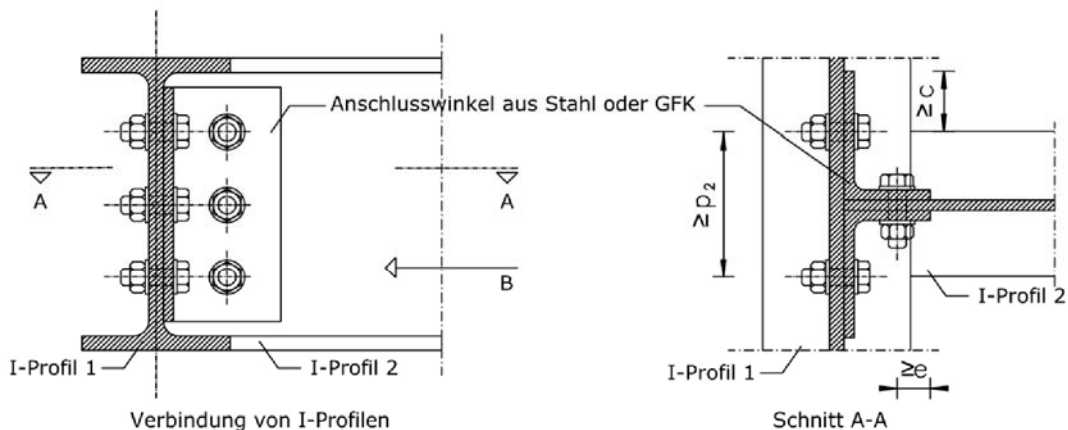 Anschlusswinkel aus Stahl oder GFK
≥c
A
A
≥p₂
B
I-Profil 1
I-Profil 2
I-Profil 2
I-Profil 1
≥e
Verbindung von I-Profilen
Schnitt A-A